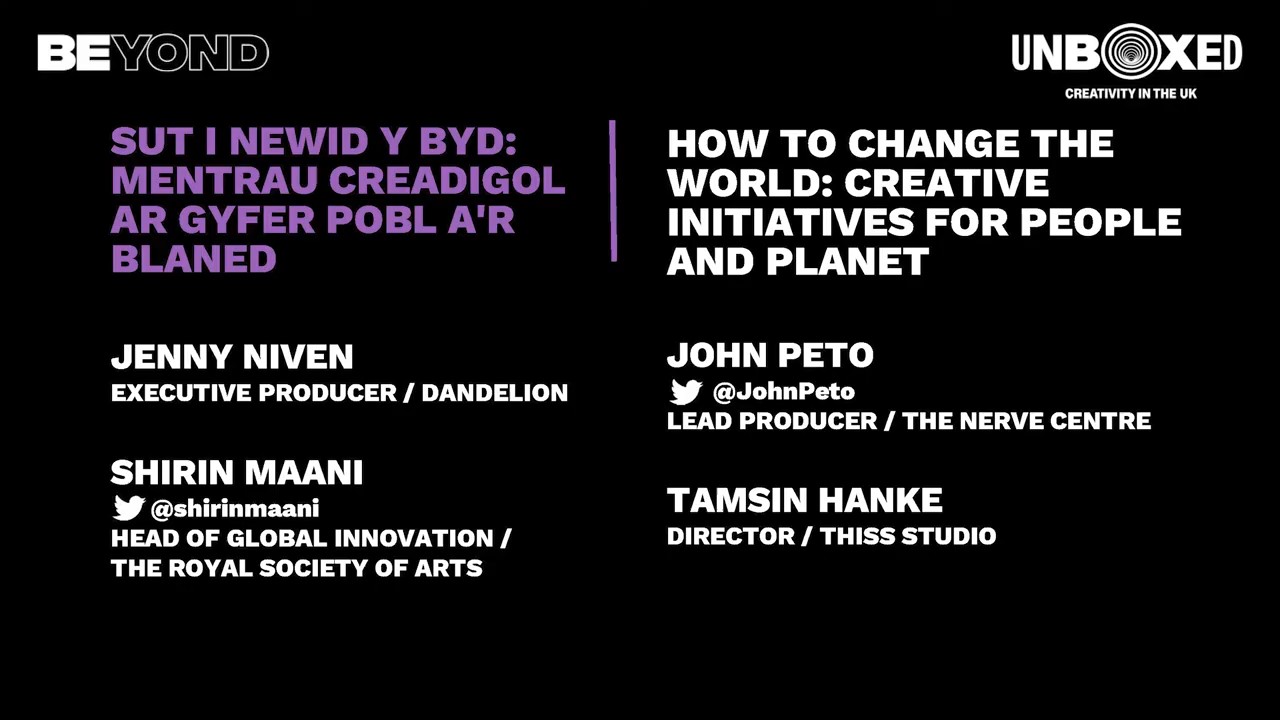 BEYOND
UNBOXED
CREATIVITY IN THE UK
SUT I NEWID Y BYD:
MENTRAU CREADIGOL
AR GYFER POBL A'R
BLANED
HOW TO CHANGE THE
WORLD: CREATIVE
INITIATIVES FOR PEOPLE
AND PLANET
JENNY NIVEN
EXECUTIVE PRODUCER / DANDELION
SHIRIN MAANI
@shirinmaani
HEAD OF GLOBAL INNOVATION /
THE ROYAL SOCIETY OF ARTS
JOHN PETO
@JohnPeto
LEAD PRODUCER / THE NERVE CENTRE
TAMSIN HANKE
DIRECTOR / THISS STUDIO